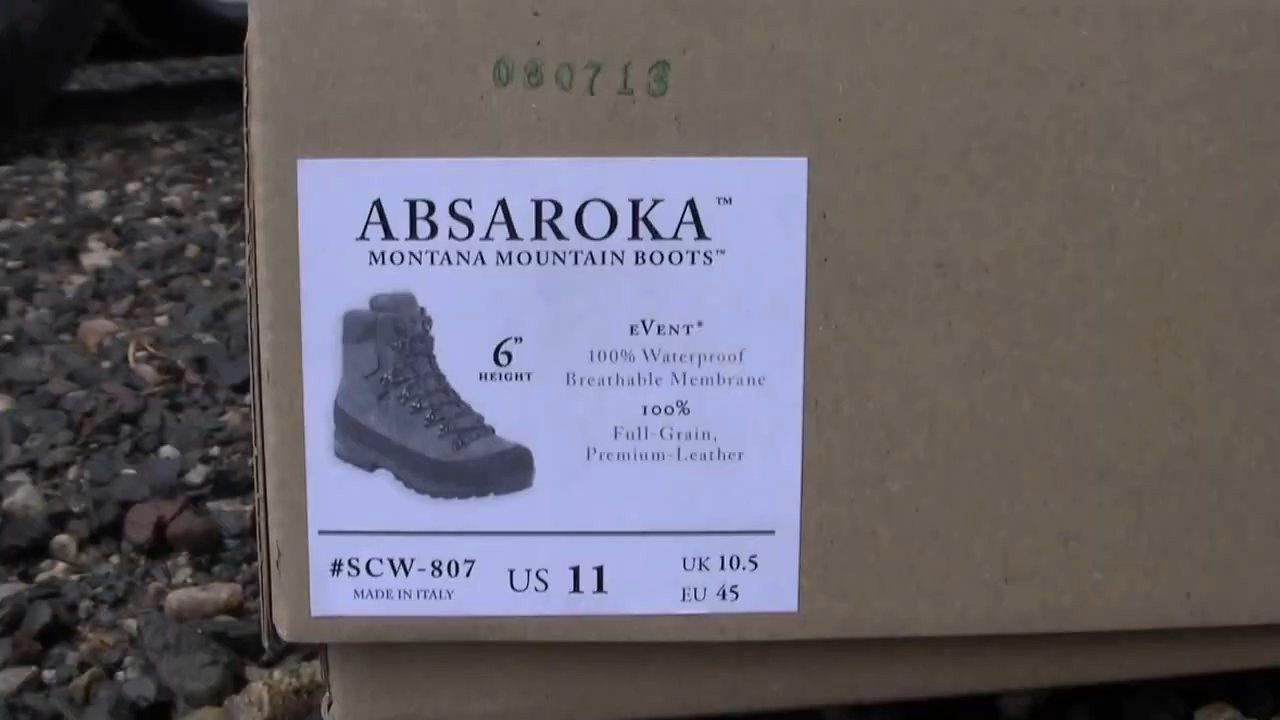 080713
ABSAROKA™
MONTANA MOUNTAIN BOOTS™
6”
HEIGHT
eVENT®
100% Waterproof
Breathable Membrane
100%
Full-Grain,
Premium-Leather
#SCW-807
MADE IN ITALY
US 11
UK 10.5
EU 45